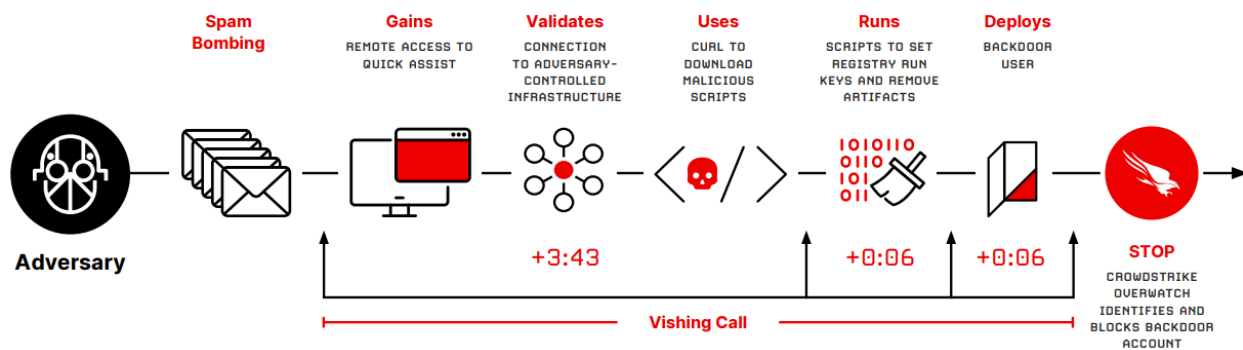 Spam
Bombing
Gains
REMOTE ACCESS TO
QUICK ASSIST
Validates
CONNECTION
TO ADVERSARY-
CONTROLLED
INFRASTRUCTURE
Uses
CURL TO
DOWNLOAD
MALICIOUS
SCRIPTS
Runs
SCRIPTS TO SET
REGISTRY RUN
KEYS AND REMOVE
ARTIFACTS
Deploys
BACKDOOR
USER
1010110
0110
101
011
Adversary
+3:43
+0:06
+0:06
Vishing Call
STOP
CROWDSTRIKE
OVERWATCH
IDENTIFIES AND
BLOCKS BACKDOOR
ACCOUNT